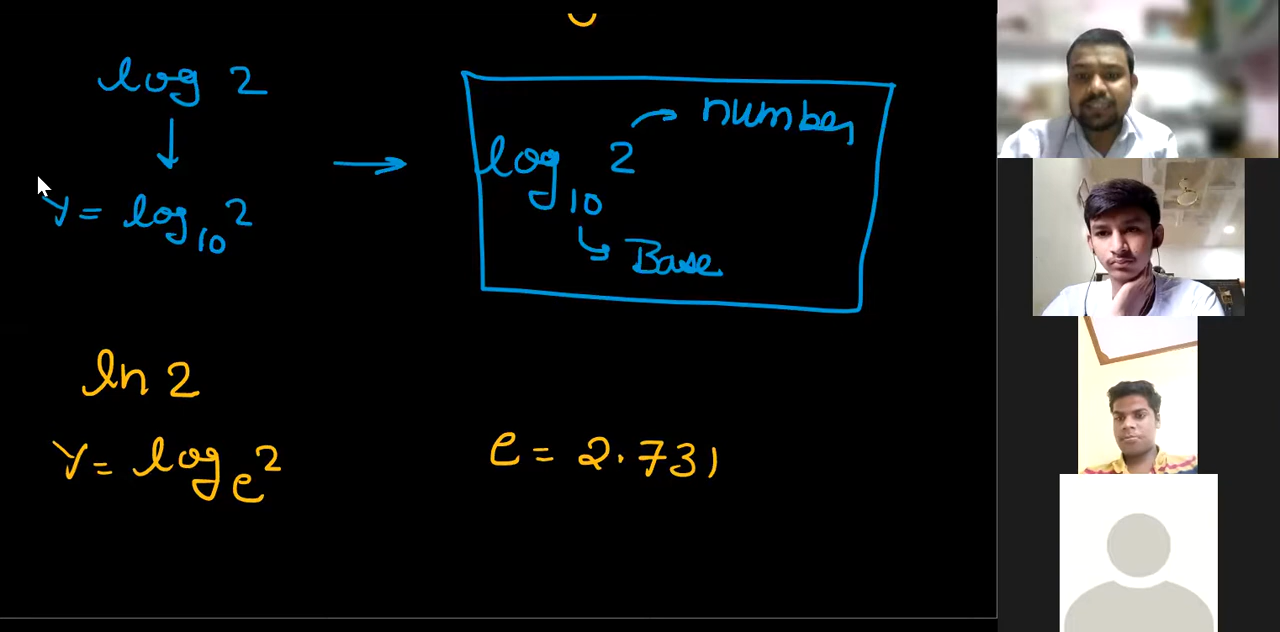 log 2
y = log₁₀ 2
log₁₀ 2 → number
↳ Base
ln 2
y = logₑ 2
e = 2.731